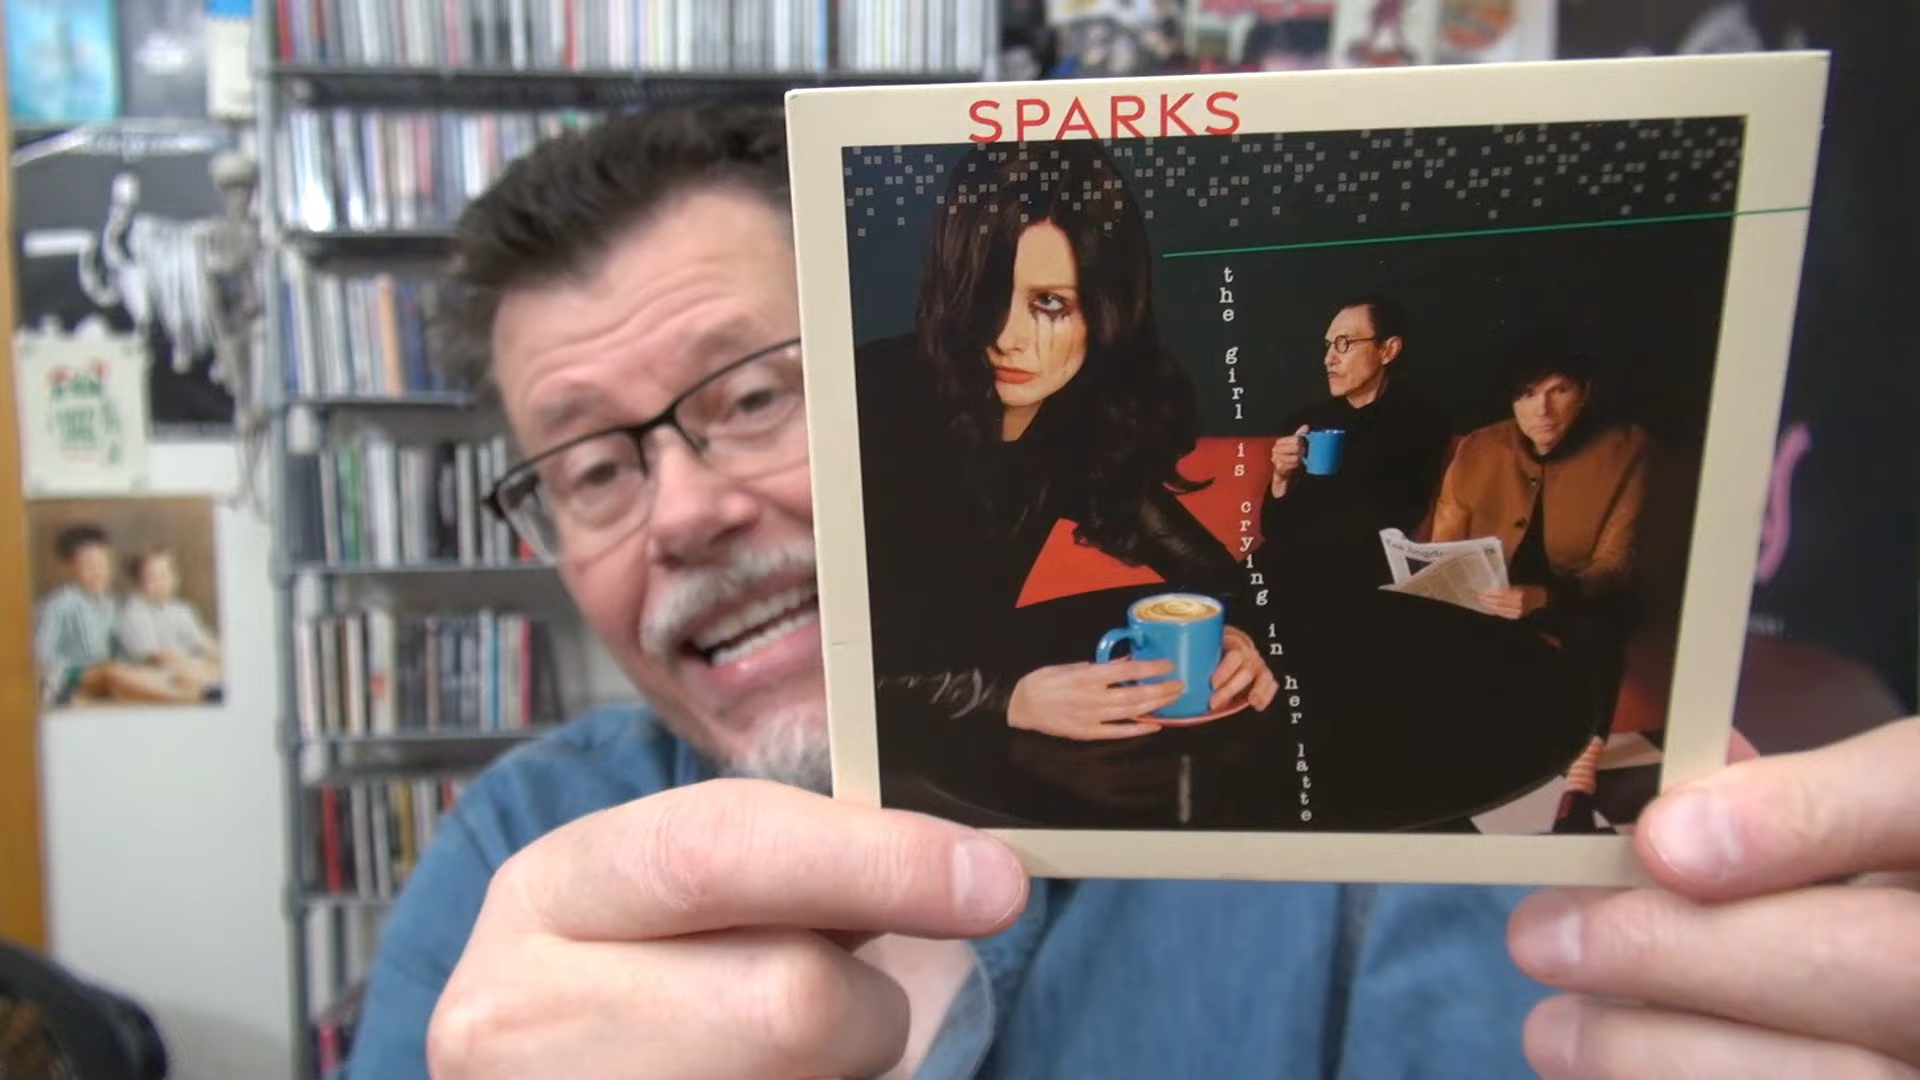 SPARKS
the girl is crying in her latte